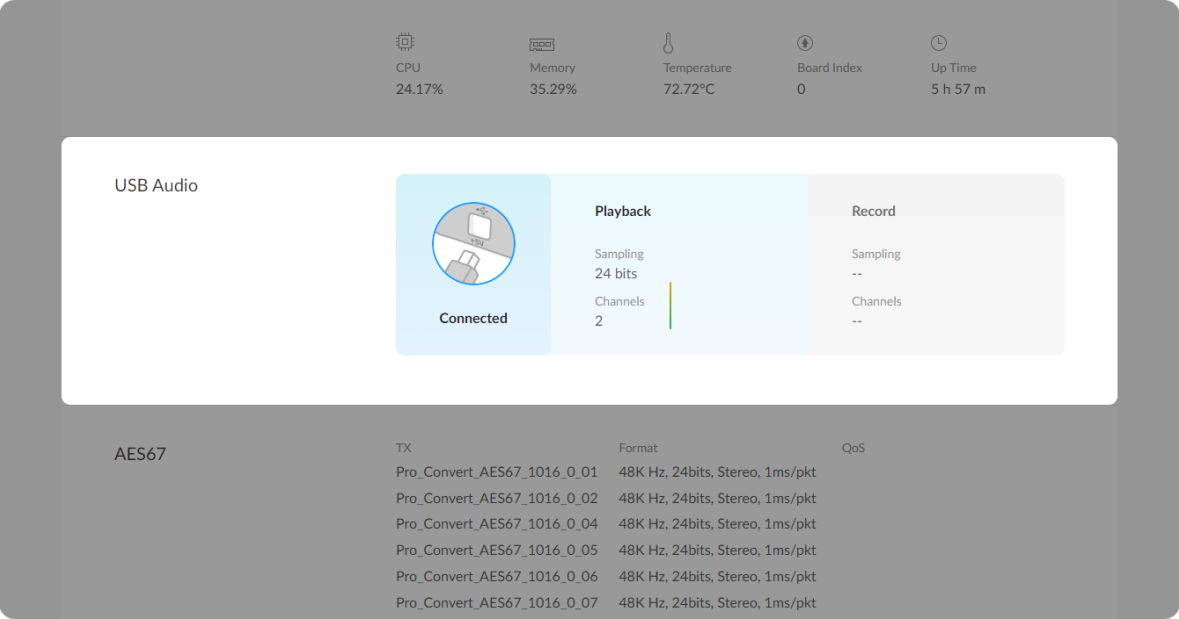 CPU
24.17%
Memory
35.29%
Temperature
72.72°C
Board Index
0
Up Time
5 h 57 m
USB Audio
Connected
Playback
Sampling
24 bits
Channels
2
Record
Sampling
--
Channels
--
AES67
TX Format QoS
Pro_Convert_AES67_1016_0_01 48K Hz, 24bits, Stereo, 1ms/pkt
Pro_Convert_AES67_1016_0_02 48K Hz, 24bits, Stereo, 1ms/pkt
Pro_Convert_AES67_1016_0_04 48K Hz, 24bits, Stereo, 1ms/pkt
Pro_Convert_AES67_1016_0_05 48K Hz, 24bits, Stereo, 1ms/pkt
Pro_Convert_AES67_1016_0_06 48K Hz, 24bits, Stereo, 1ms/pkt
Pro_Convert_AES67_1016_0_07 48K Hz, 24bits, Stereo, 1ms/pkt